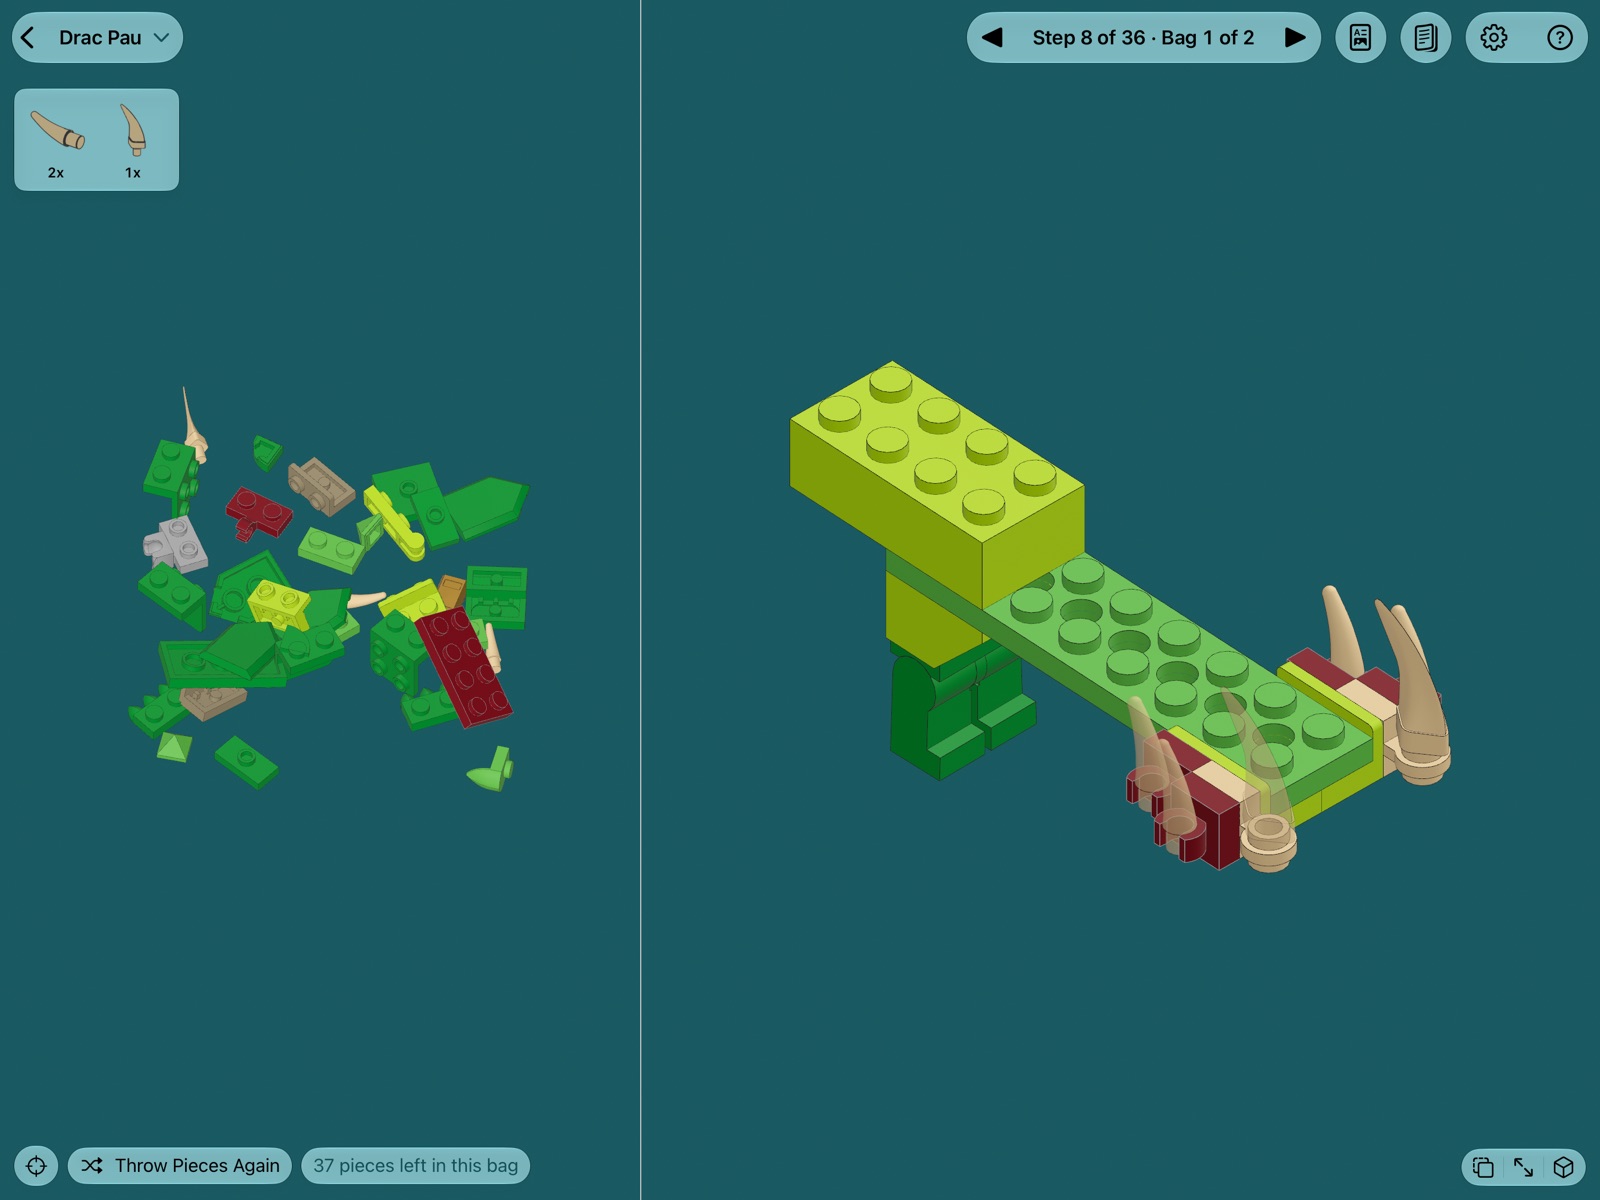 Drac Pau
Step 8 of 36 · Bag 1 of 2
2x
1x
Throw Pieces Again
37 pieces left in this bag